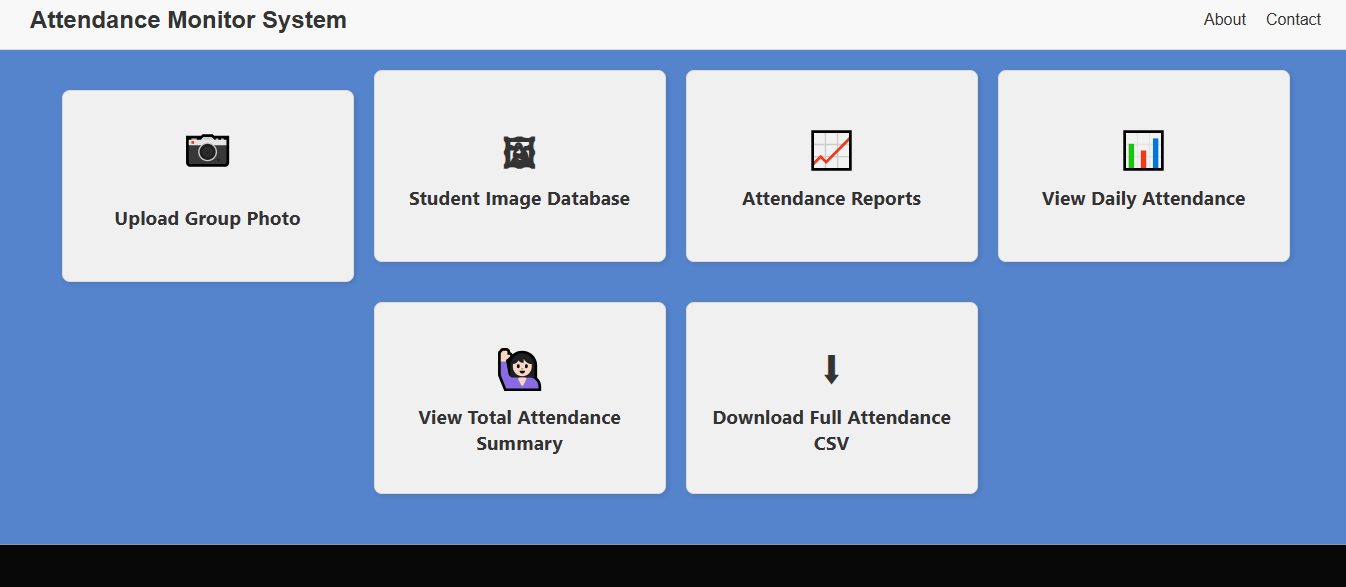 Attendance Monitor System
About
Contact
Upload Group Photo
Student Image Database
Attendance Reports
View Daily Attendance
View Total Attendance
Summary
Download Full Attendance
CSV